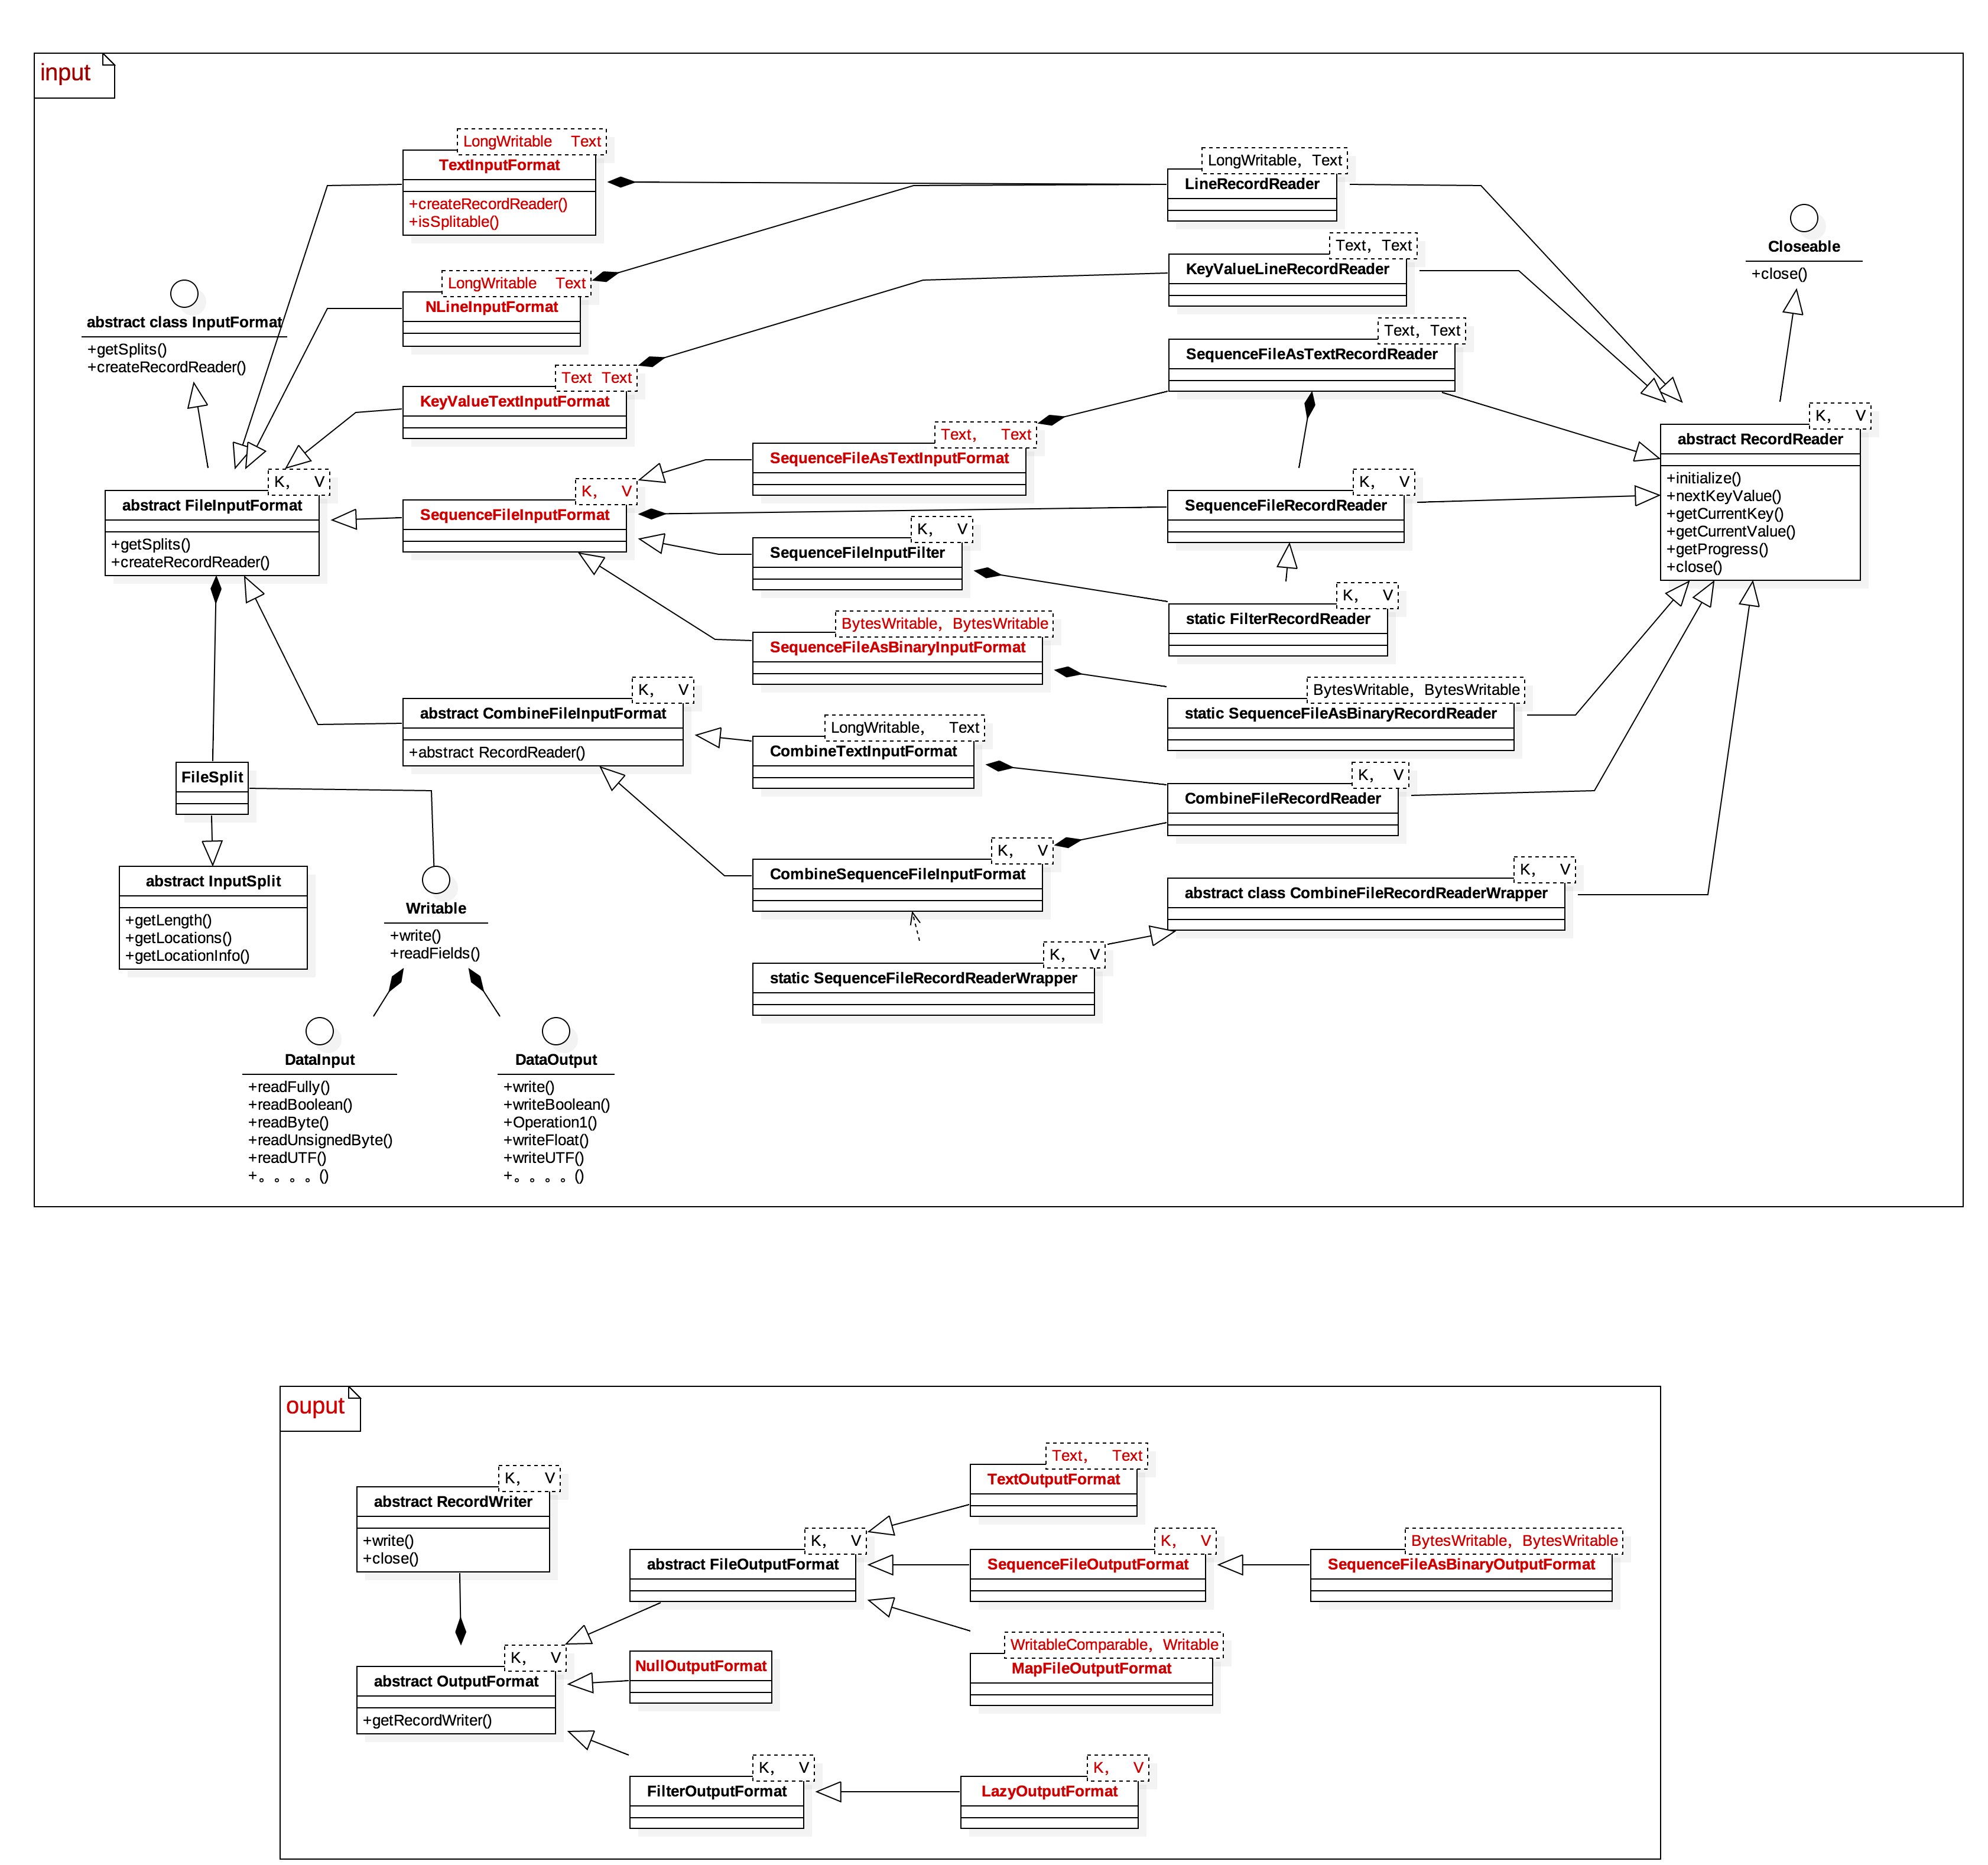 input
LongWritable Text
TextInputFormat
+createRecordReader()
+isSplitable()
LongWritable, Text
LineRecordReader
Closeable
+close()
Text, Text
KeyValueLineRecordReader
LongWritable Text
NLineInputFormat
abstract class InputFormat
+getSplits()
+createRecordReader()
Text, Text
SequenceFileAsTextRecordReader
Text Text
KeyValueTextInputFormat
K, V
abstract RecordReader
+initialize()
+nextKeyValue()
+getCurrentKey()
+getCurrentValue()
+getProgress()
+close()
Text, Text
SequenceFileAsTextInputFormat
K, V
abstract FileInputFormat
+getSplits()
+createRecordReader()
K, V
SequenceFileInputFormat
K, V
SequenceFileRecordReader
K, V
SequenceFileInputFilter
K, V
static FilterRecordReader
BytesWritable, BytesWritable
SequenceFileAsBinaryInputFormat
BytesWritable, BytesWritable
static SequenceFileAsBinaryRecordReader
K, V
abstract CombineFileInputFormat
+abstract RecordReader()
LongWritable, Text
CombineTextInputFormat
K, V
CombineFileRecordReader
FileSplit
K, V
CombineSequenceFileInputFormat
K, V
abstract class CombineFileRecordReaderWrapper
abstract InputSplit
+getLength()
+getLocations()
+getLocationInfo()
Writable
+write()
+readFields()
K, V
static SequenceFileRecordReaderWrapper
DataInput
+readFully()
+readBoolean()
+readByte()
+readUnsignedByte()
+readUTF()
+。。。。()
DataOutput
+write()
+writeBoolean()
+Operation1()
+writeFloat()
+writeUTF()
+。。。。()
ouput
K, V
abstract RecordWriter
+write()
+close()
Text, Text
TextOutputFormat
K, V
abstract FileOutputFormat
K, V
SequenceFileOutputFormat
BytesWritable, BytesWritable
SequenceFileAsBinaryOutputFormat
K, V
abstract OutputFormat
+getRecordWriter()
NullOutputFormat
WritableComparable, Writable
MapFileOutputFormat
K, V
FilterOutputFormat
K, V
LazyOutputFormat